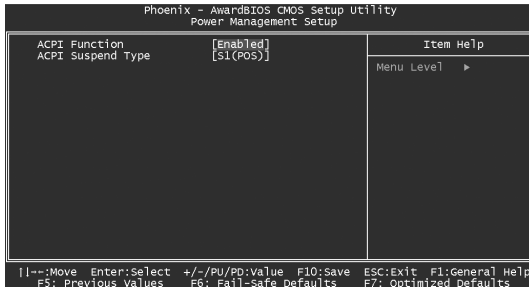 Phoenix - AwardBIOS CMOS Setup Utility
Power Management Setup
ACPI Function [Enabled]
ACPI Suspend Type [S1(POS)]
Item Help
Menu Level ▶
↑↓→←:Move Enter:Select +/-/PU/PD:Value F10:Save ESC:Exit F1:General Help
F5: Previous Values F6: Fail-Safe Defaults F7: Optimized Defaults